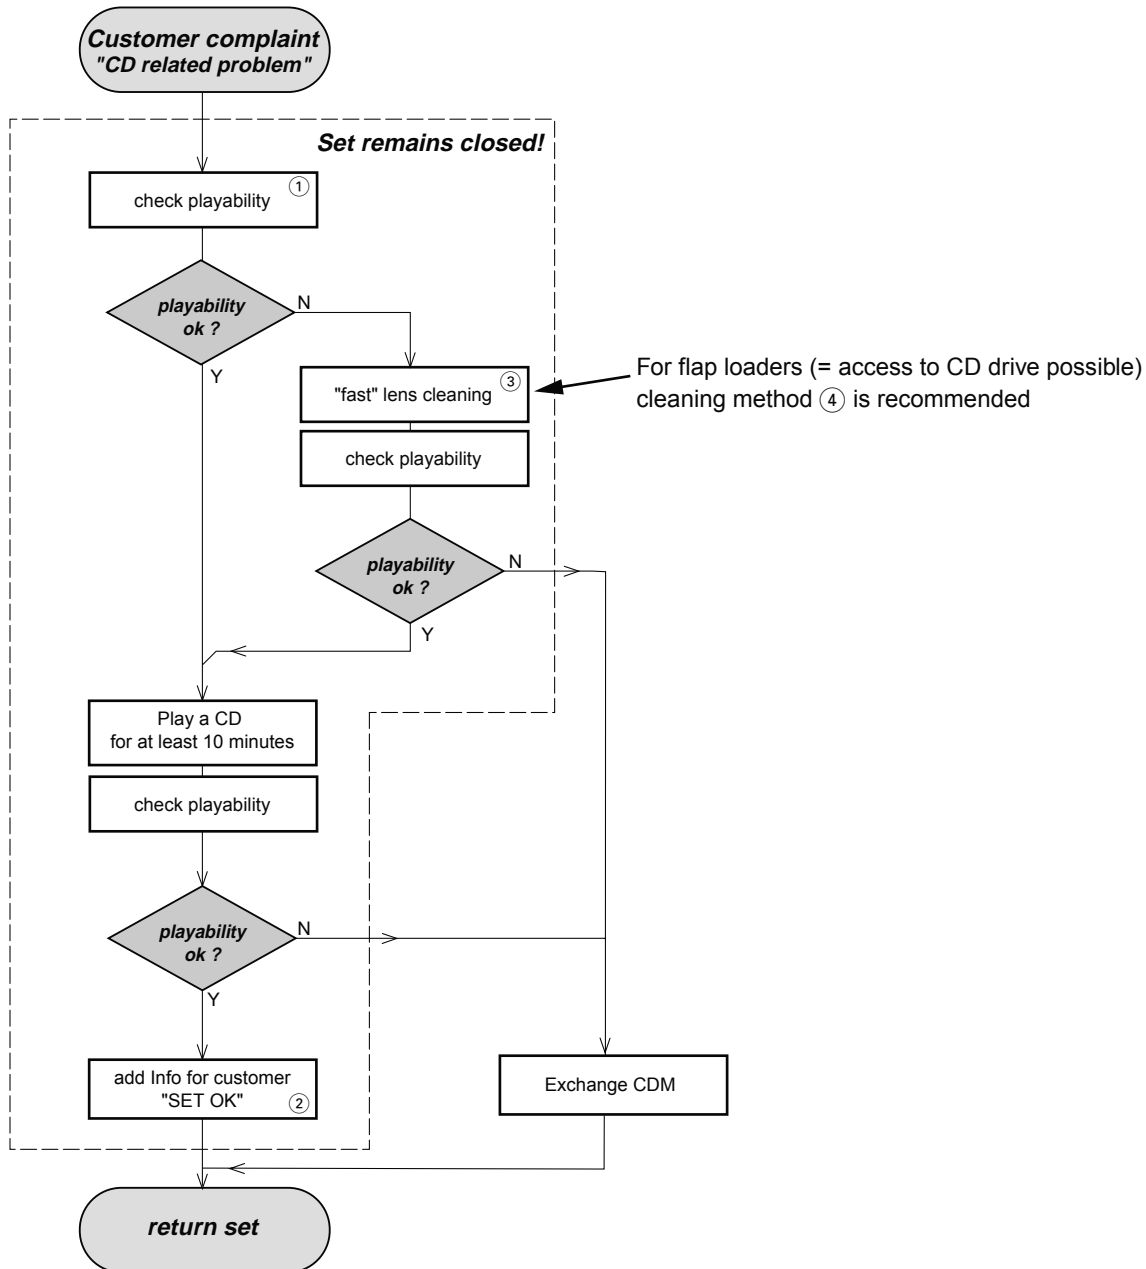 Customer complaint
"CD related problem"
Set remains closed!
check playability ①
playability
ok ?
N
Y
"fast" lens cleaning ③
For flap loaders (= access to CD drive possible)
cleaning method ④ is recommended
check playability
playability
ok ?
N
Y
Play a CD
for at least 10 minutes
check playability
playability
ok ?
N
Y
add Info for customer
"SET OK" ②
Exchange CDM
return set